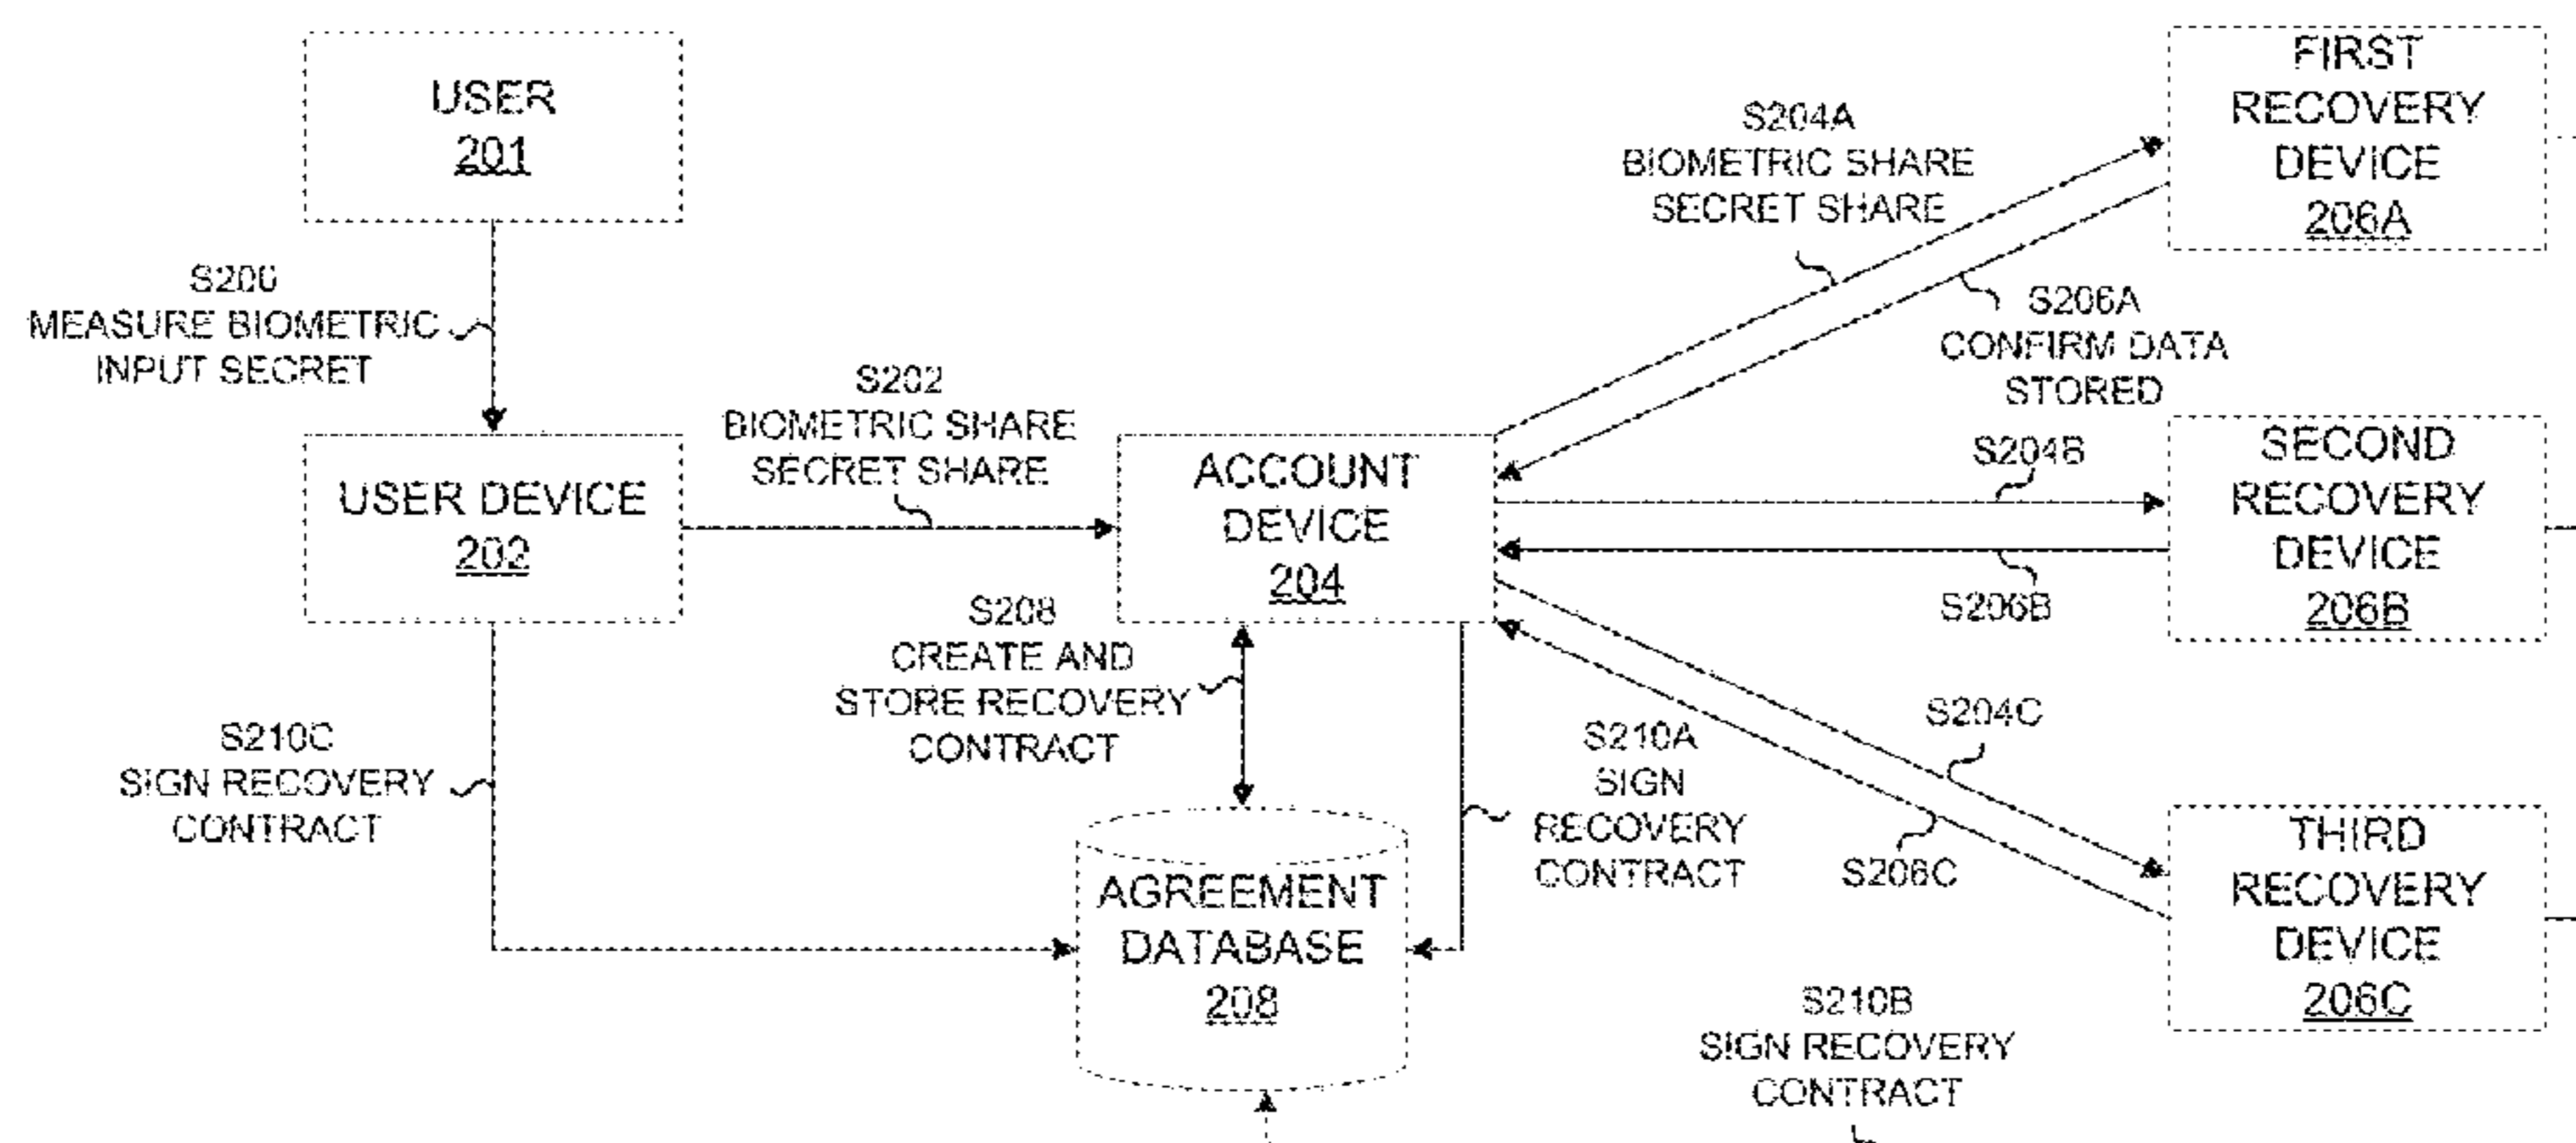 USER
201
S200
MEASURE BIOMETRIC
INPUT SECRET
USER DEVICE
202
S202
BIOMETRIC SHARE
SECRET SHARE
ACCOUNT
DEVICE
204
S204A
BIOMETRIC SHARE
SECRET SHARE
FIRST
RECOVERY
DEVICE
206A
S206A
CONFIRM DATA
STORED
S204B
S206B
SECOND
RECOVERY
DEVICE
206B
S204C
S206C
THIRD
RECOVERY
DEVICE
206C
S208
CREATE AND
STORE RECOVERY
CONTRACT
S210A
SIGN
RECOVERY
CONTRACT
S210C
SIGN RECOVERY
CONTRACT
AGREEMENT
DATABASE
208
S210B
SIGN RECOVERY
CONTRACT